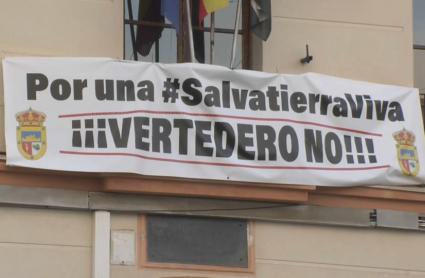 Por una #SalvatierraViva
¡¡¡VERTEDERO NO!!!